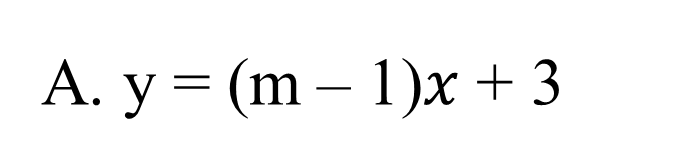 A. y = (m – 1)x + 3